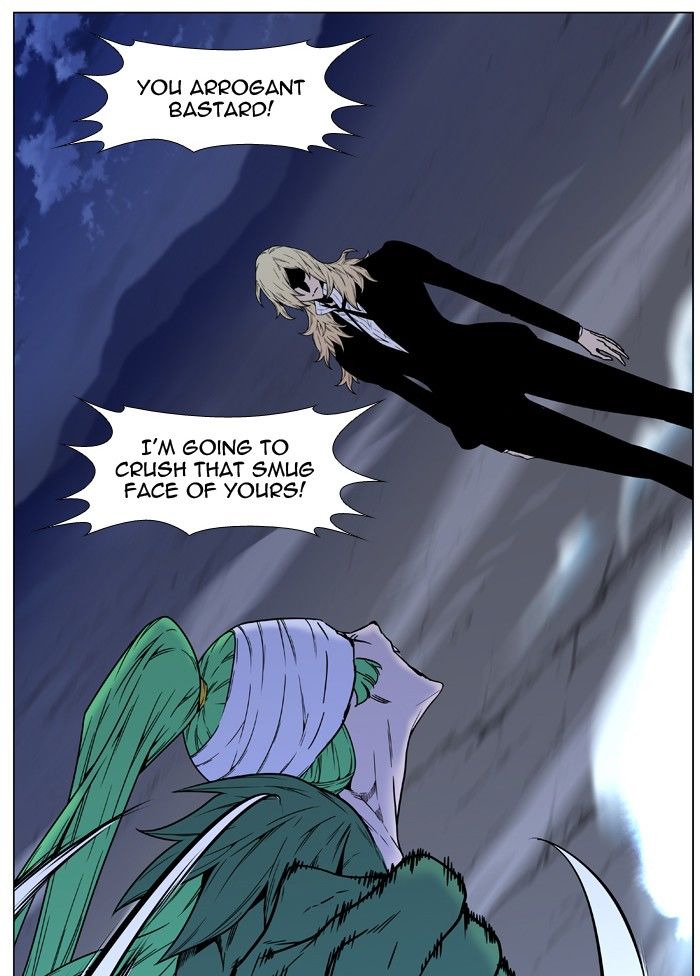 YOU ARROGANT
BASTARD!
I'M GOING TO
CRUSH THAT SMUG
FACE OF YOURS!